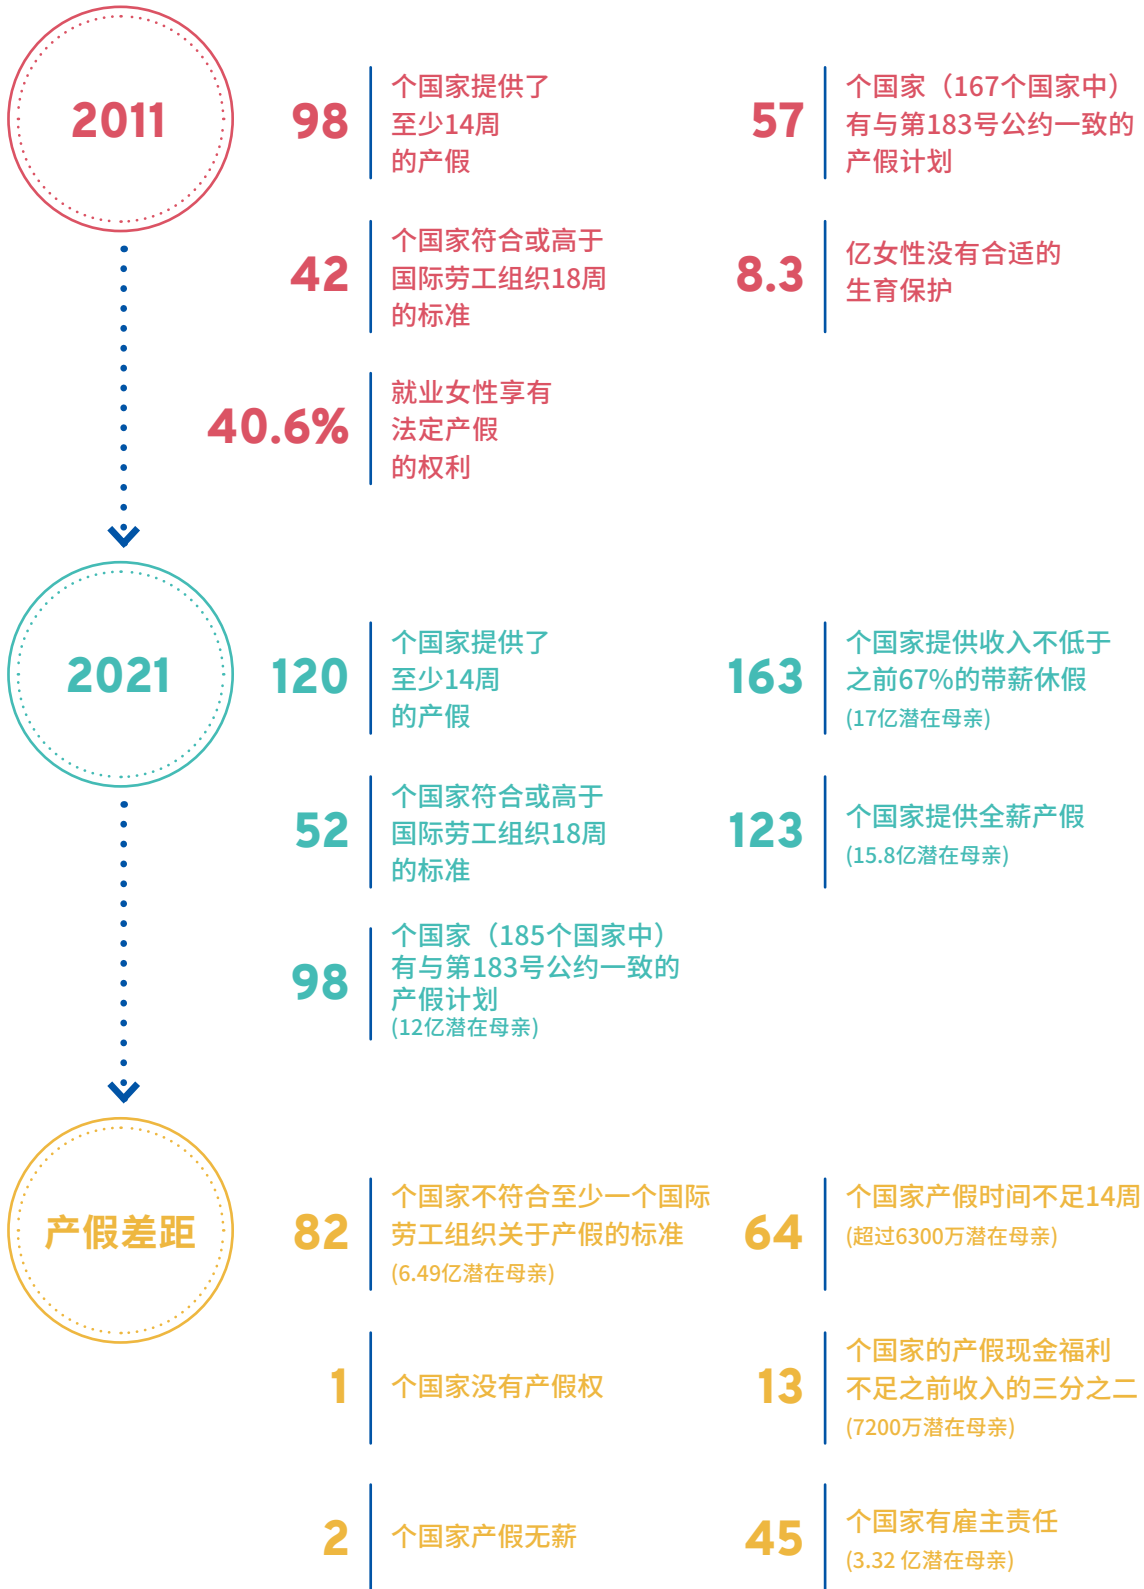 2011
98
个国家提供了
至少14周
的产假
57
个国家（167个国家中）
有与第183号公约一致的
产假计划
42
个国家符合或高于
国际劳工组织18周
的标准
8.3
亿女性没有合适的
生育保护
40.6%
就业女性享有
法定产假
的权利
2021
120
个国家提供了
至少14周
的产假
163
个国家提供收入不低于
之前67%的带薪休假
(17亿潜在母亲)
52
个国家符合或高于
国际劳工组织18周
的标准
123
个国家提供全薪产假
(15.8亿潜在母亲)
98
个国家（185个国家中）
有与第183号公约一致的
产假计划
(12亿潜在母亲)
产假差距
82
个国家不符合至少一个国际
劳工组织关于产假的标准
(6.49亿潜在母亲)
64
个国家产假时间不足14周
(超过6300万潜在母亲)
1
个国家没有产假权
13
个国家的产假现金福利
不足之前收入的三分之二
(7200万潜在母亲)
2
个国家产假无薪
45
个国家有雇主责任
(3.32 亿潜在母亲)